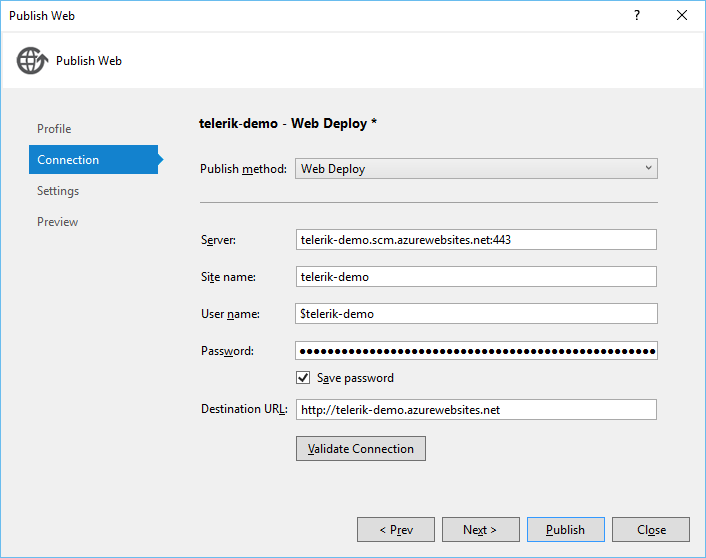 Publish Web
?
Publish Web
Profile
Connection
Settings
Preview
telerik-demo - Web Deploy *
Publish method: Web Deploy
Server: telerik-demo.scm.azurewebsites.net:443
Site name: telerik-demo
User name: $telerik-demo
Password: ●●●●●●●●●●●●●●●●●●●●●●●●●●●●●●●●●●●●●●●●●●●●●●●●●●●
Save password
Destination URL: http://telerik-demo.azurewebsites.net
Validate Connection
< Prev Next > Publish Close